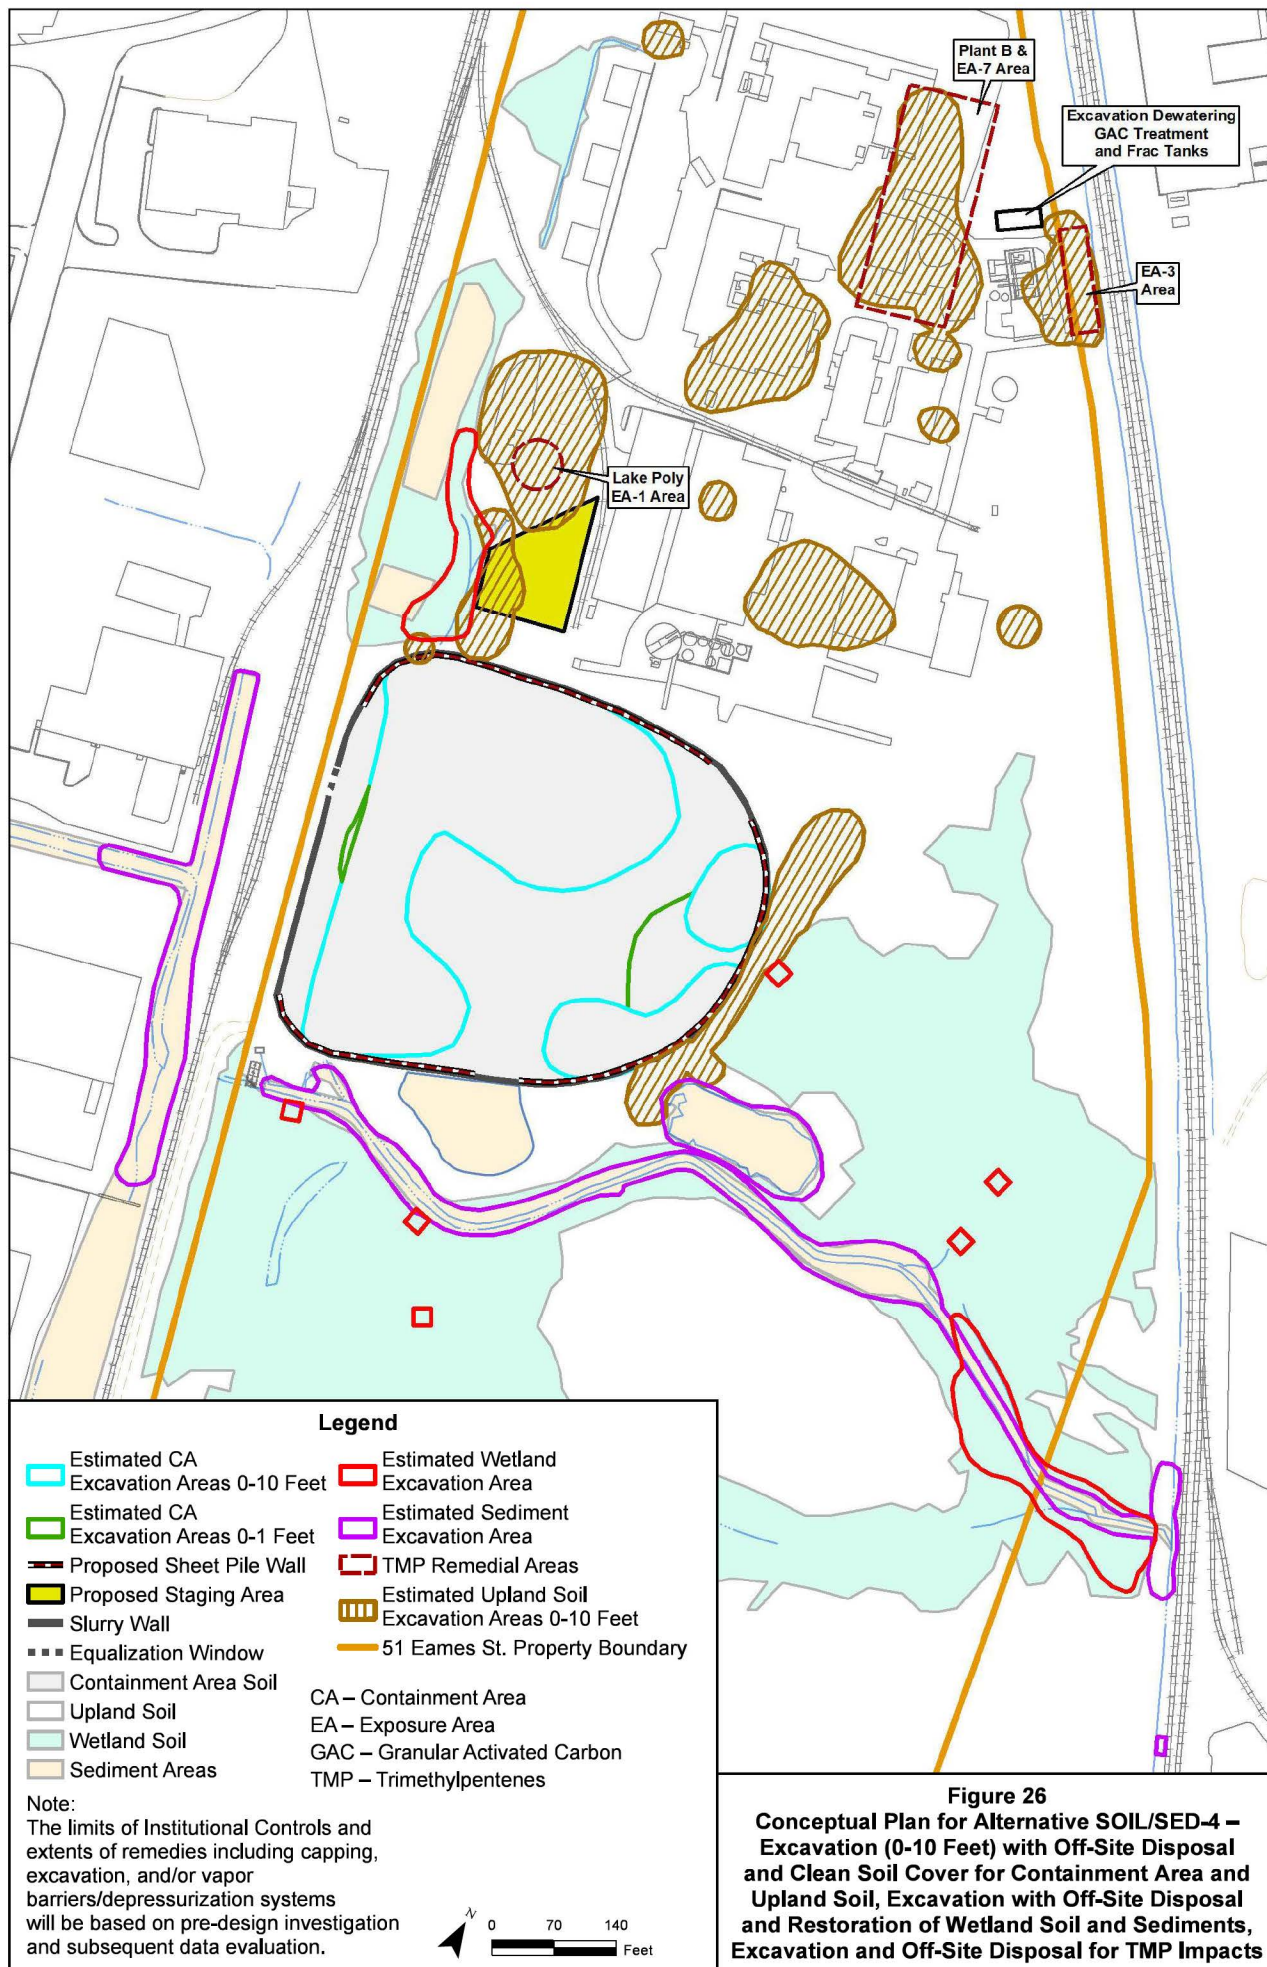 Plant B &
EA-7 Area
Excavation Dewatering
GAC Treatment
and Frac Tanks
EA-3
Area
Lake Poly
EA-1 Area
Legend
Estimated CA
Excavation Areas 0-10 Feet
Estimated CA
Excavation Areas 0-1 Feet
Proposed Sheet Pile Wall
Proposed Staging Area
Slurry Wall
Equalization Window
Containment Area Soil
Upland Soil
Wetland Soil
Sediment Areas
Estimated Wetland
Excavation Area
Estimated Sediment
Excavation Area
TMP Remedial Areas
Estimated Upland Soil
Excavation Areas 0-10 Feet
51 Eames St. Property Boundary
CA – Containment Area
EA – Exposure Area
GAC – Granular Activated Carbon
TMP – Trimethylpentenes
Note:
The limits of Institutional Controls and
extents of remedies including capping,
excavation, and/or vapor
barriers/depressurization systems
will be based on pre-design investigation
and subsequent data evaluation.
N
0 70 140
Feet
Figure 26
Conceptual Plan for Alternative SOIL/SED-4 –
Excavation (0-10 Feet) with Off-Site Disposal
and Clean Soil Cover for Containment Area and
Upland Soil, Excavation with Off-Site Disposal
and Restoration of Wetland Soil and Sediments,
Excavation and Off-Site Disposal for TMP Impacts